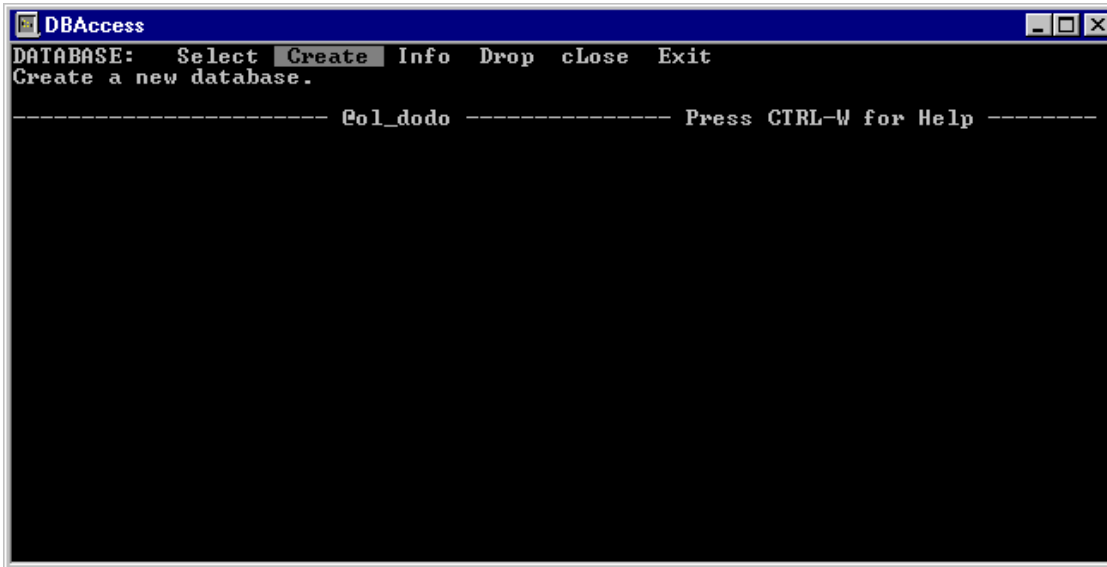 DBAccess
DATABASE:   Select  Create  Info  Drop  cLose  Exit
Create a new database.
----------------------- @ol_dodo --------------- Press CTRL-W for Help --------